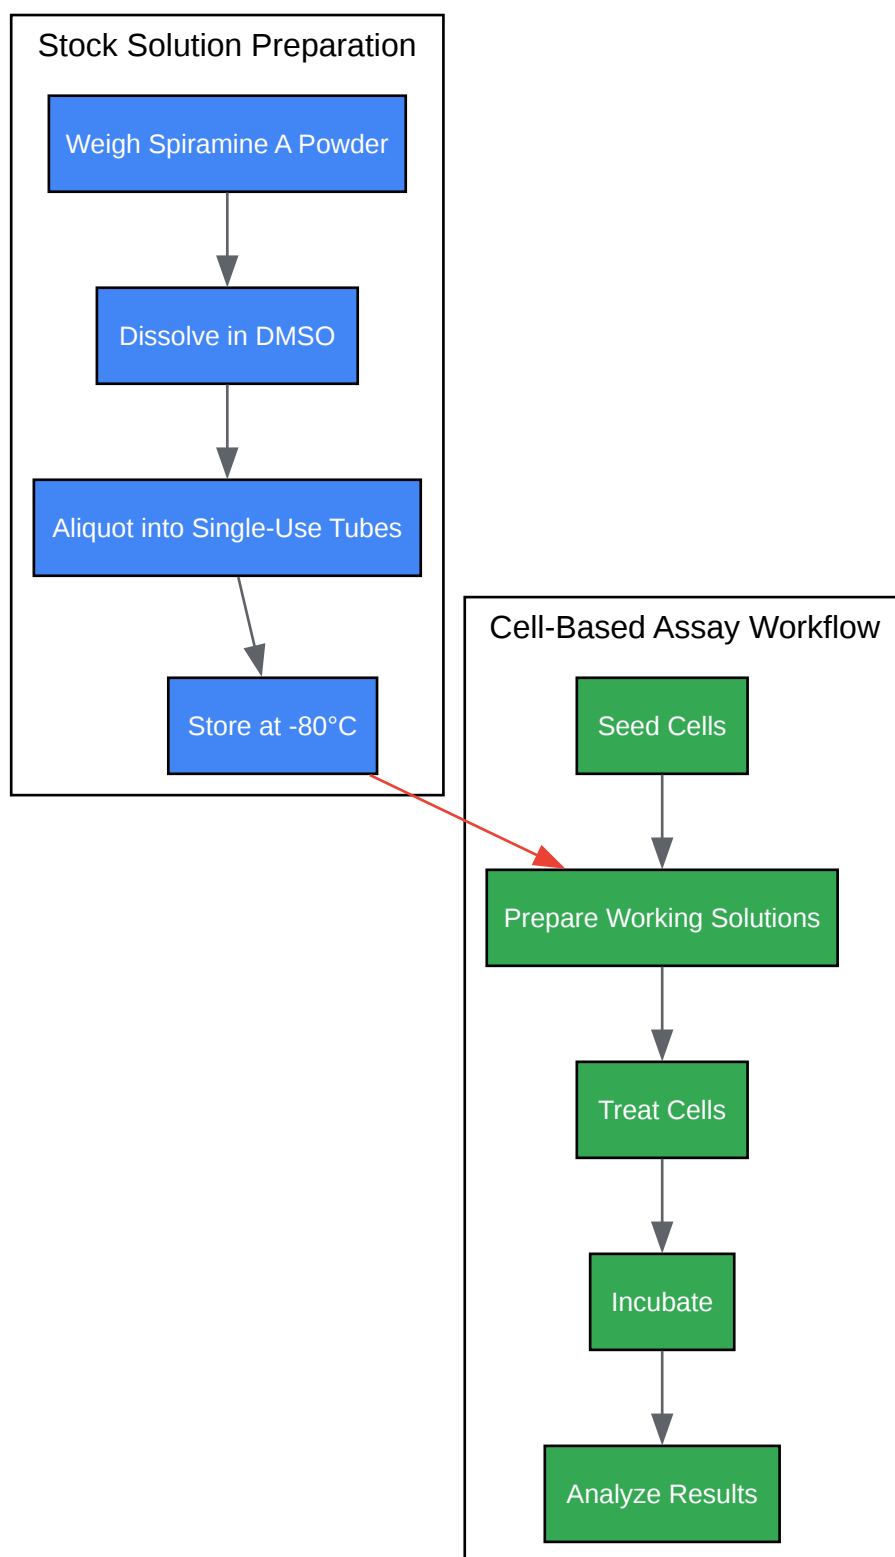 Stock Solution Preparation
Weigh Spiramine A Powder
Dissolve in DMSO
Aliquot into Single-Use Tubes
Store at -80°C
Cell-Based Assay Workflow
Seed Cells
Prepare Working Solutions
Treat Cells
Incubate
Analyze Results